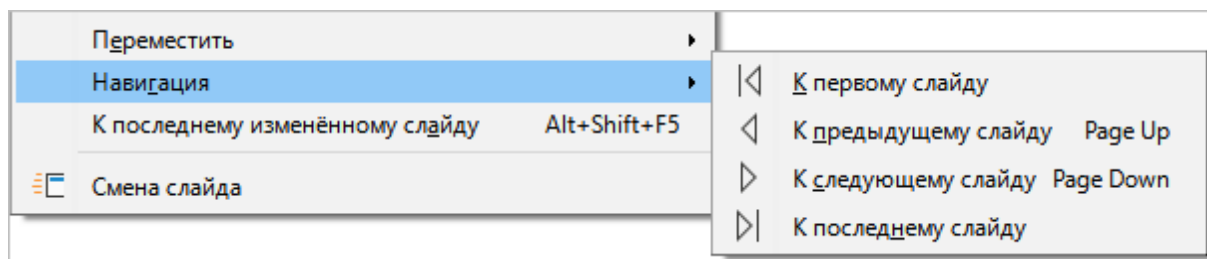 Переместить
Навигация
К последнему изменённому слайду Alt+Shift+F5
Смена слайда
К первому слайду
К предыдущему слайду Page Up
К следующему слайду Page Down
К последнему слайду